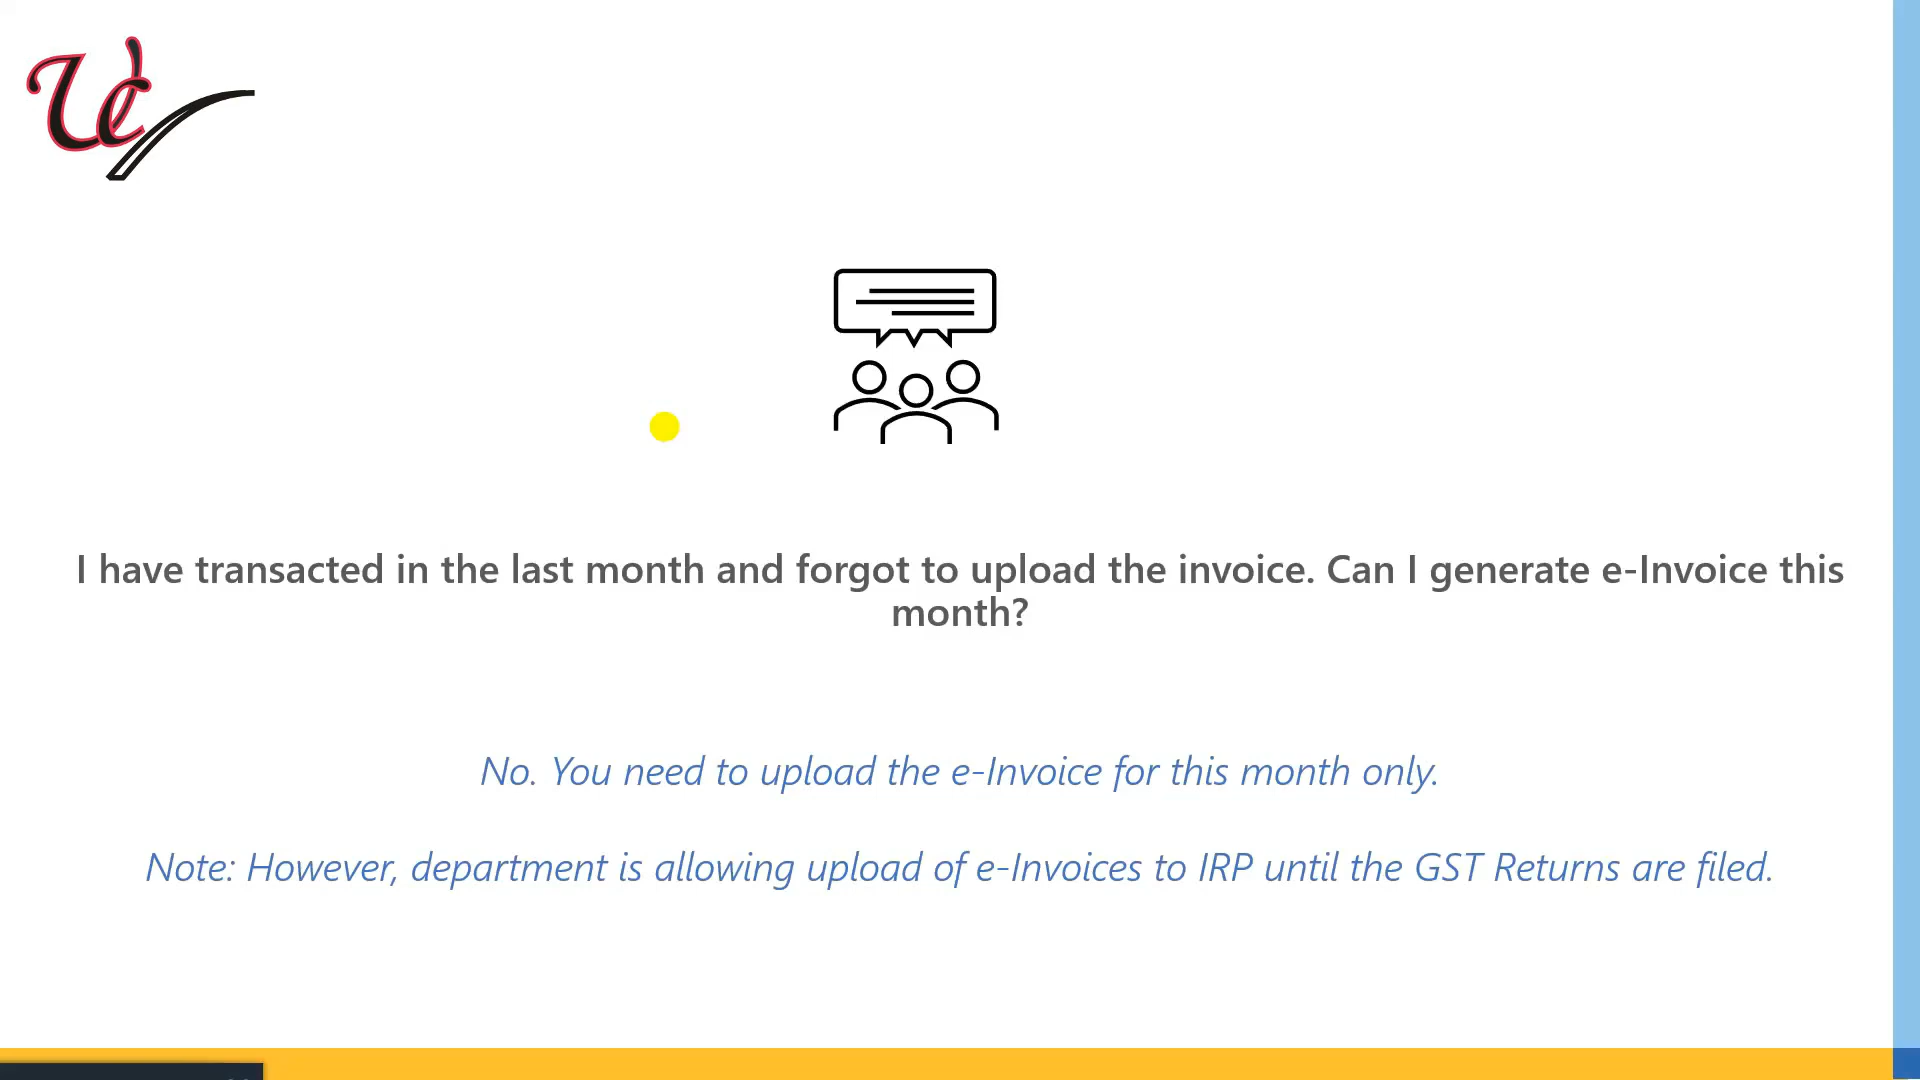 I have transacted in the last month and forgot to upload the invoice. Can I generate e-Invoice this
month?
No. You need to upload the e-Invoice for this month only.
Note: However, department is allowing upload of e-Invoices to IRP until the GST Returns are filed.